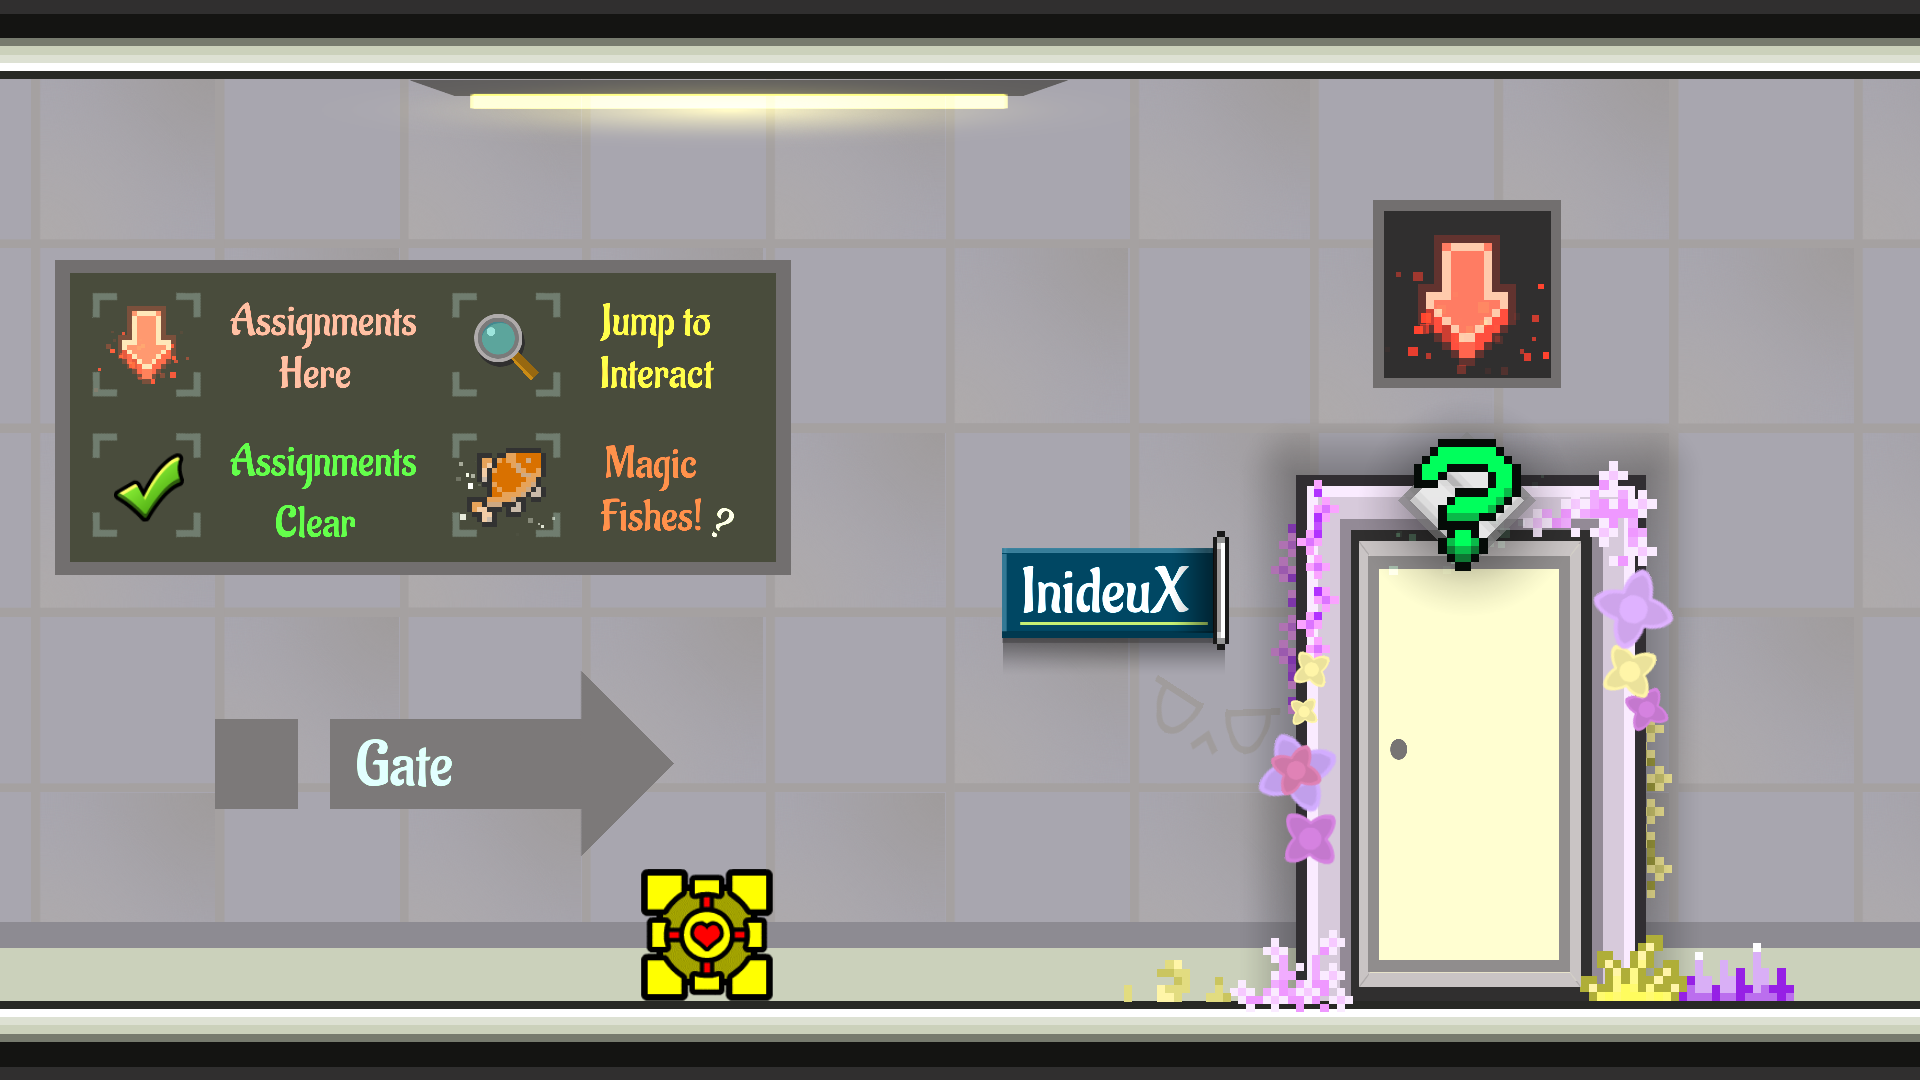 Assignments
Here
Jump to
Interact
Assignments
Clear
Magic
Fishes! ?
InideuX
Gate
?